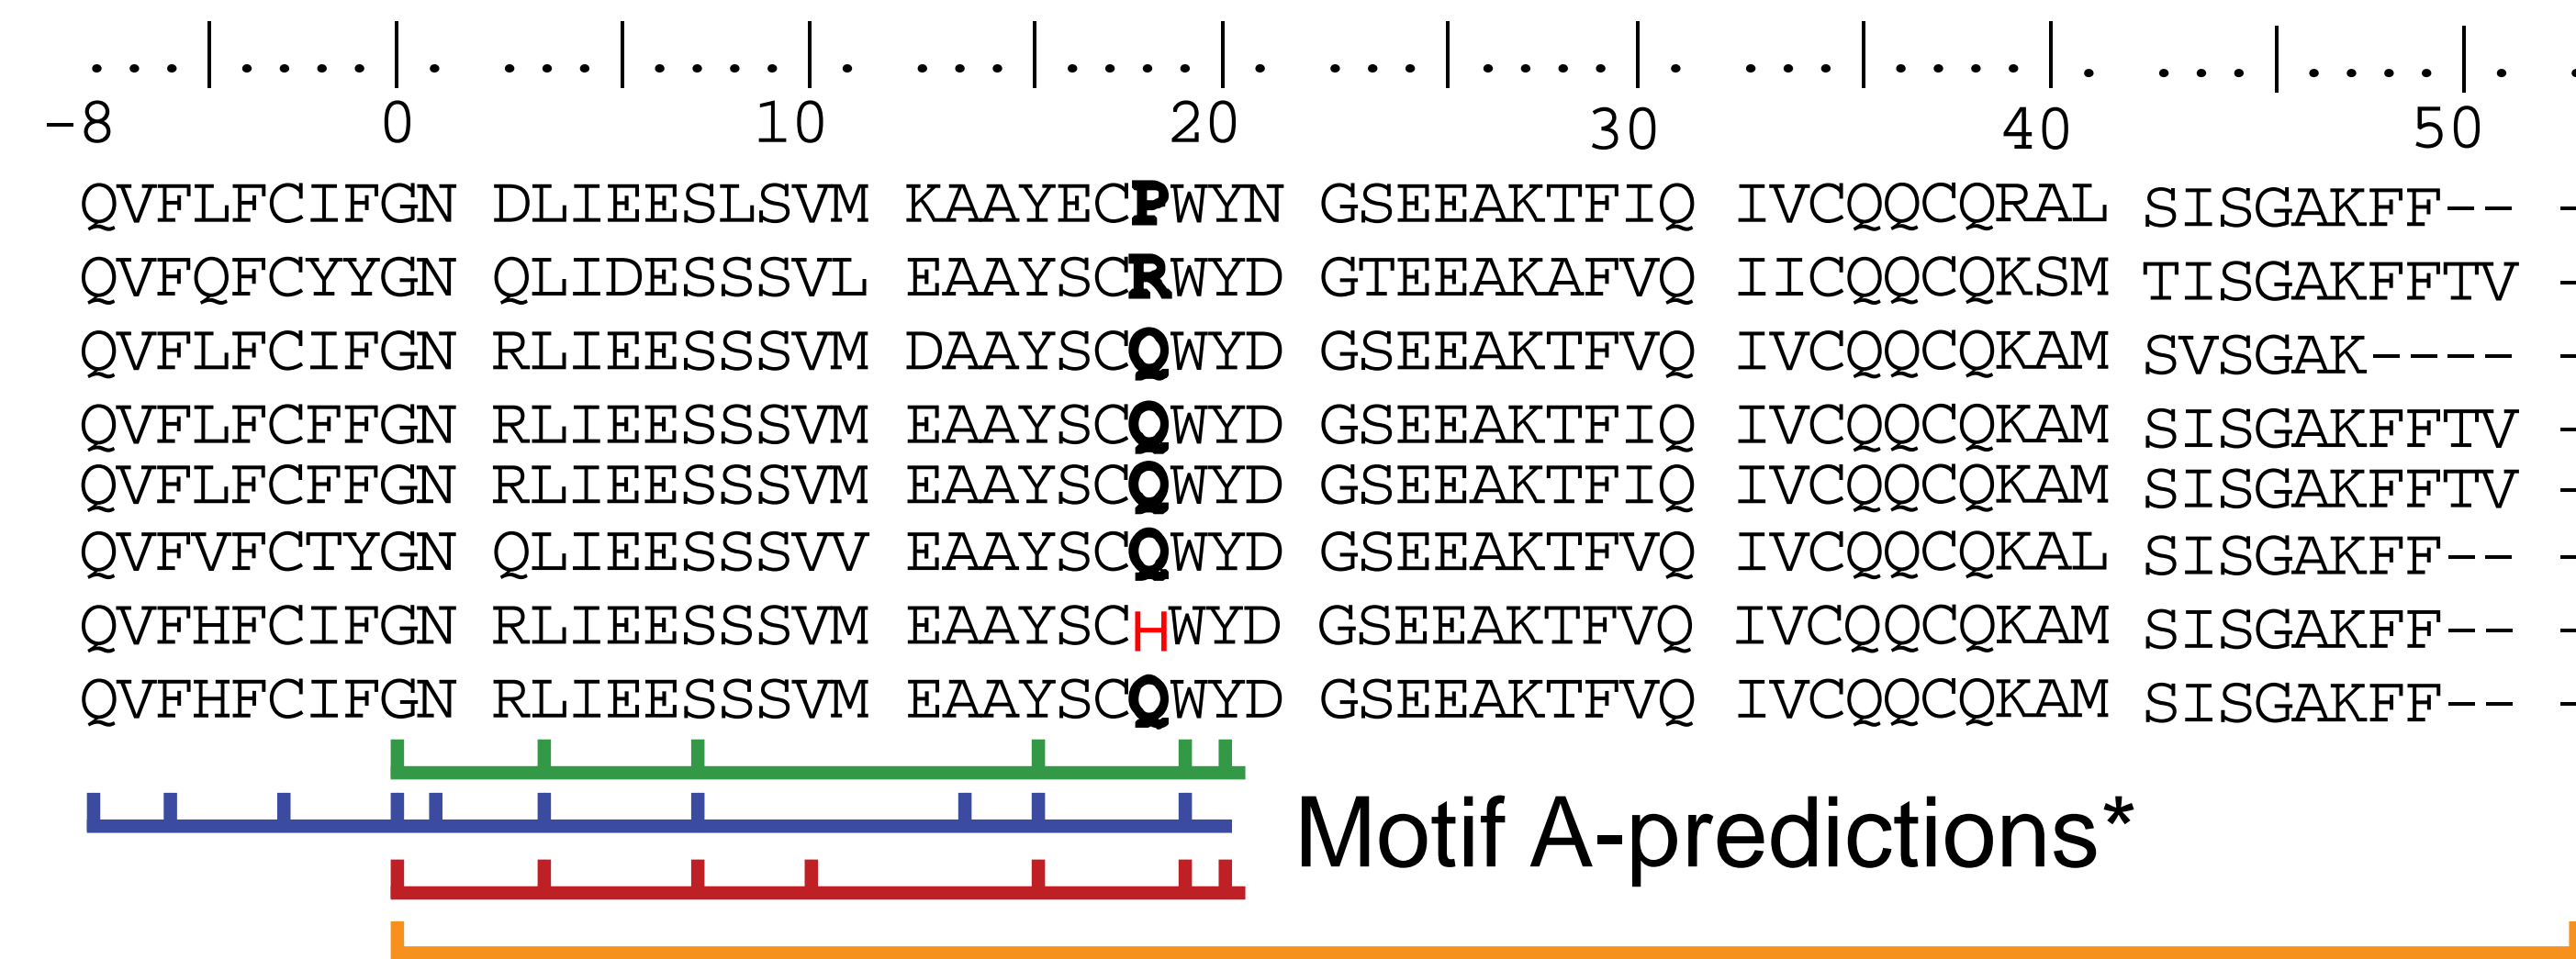 -8 0 10 20 30 40 50
QVFLFCIFGN DLIEESLSVM KAAYECPWYN GSEEAKTFIQ IVCQQCQRAL SISGAKFF-- -
QVFQFCYYGN QLIDESSSVL EAAYSCRWYD GTEEAKAFVQ IICQQCQKSM TISGAKFFTV -
QVFLFCIFGN RLIEESSSVM DAAYSCQWYD GSEEAKTFVQ IVCQQCQKAM SVSGAK---- -
QVFLFCFFGN RLIEESSSVM EAAYSCQWYD GSEEAKTFIQ IVCQQCQKAM SISGAKFFTV -
QVFLFCFFGN RLIEESSSVM EAAYSCQWYD GSEEAKTFIQ IVCQQCQKAM SISGAKFFTV -
QVFVFCTYGN QLIEESSSVV EAAYSCQWYD GSEEAKTFVQ IVCQQCQKAL SISGAKFF-- -
QVFHFCIFGN RLIEESSSVM EAAYSCHWYD GSEEAKTFVQ IVCQQCQKAM SISGAKFF-- -
QVFHFCIFGN RLIEESSSVM EAAYSCQWYD GSEEAKTFVQ IVCQQCQKAM SISGAKFF-- -
Motif A-predictions*